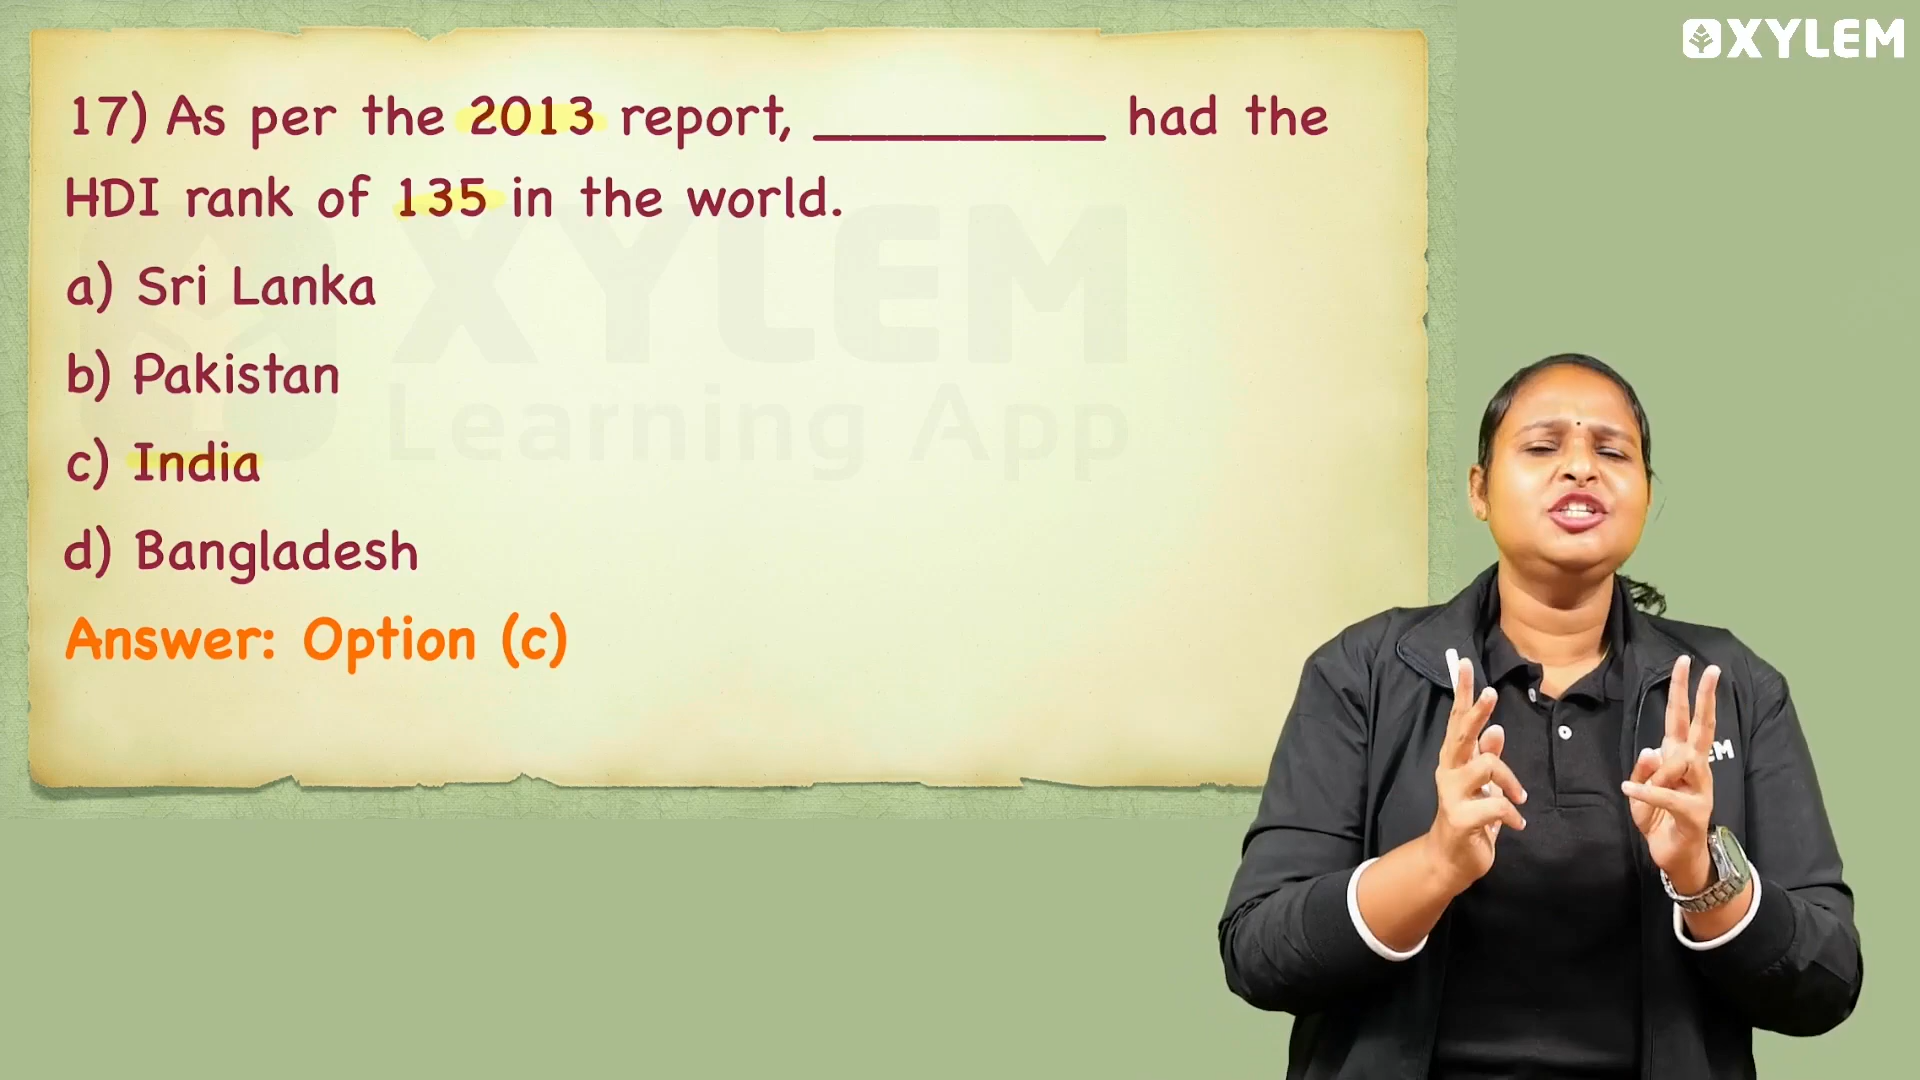 XYLEM
17) As per the 2013 report, __________ had the
HDI rank of 135 in the world.
a) Sri Lanka
b) Pakistan
c) India
d) Bangladesh
Answer: Option (c)
XYLEM
Learning App
EM